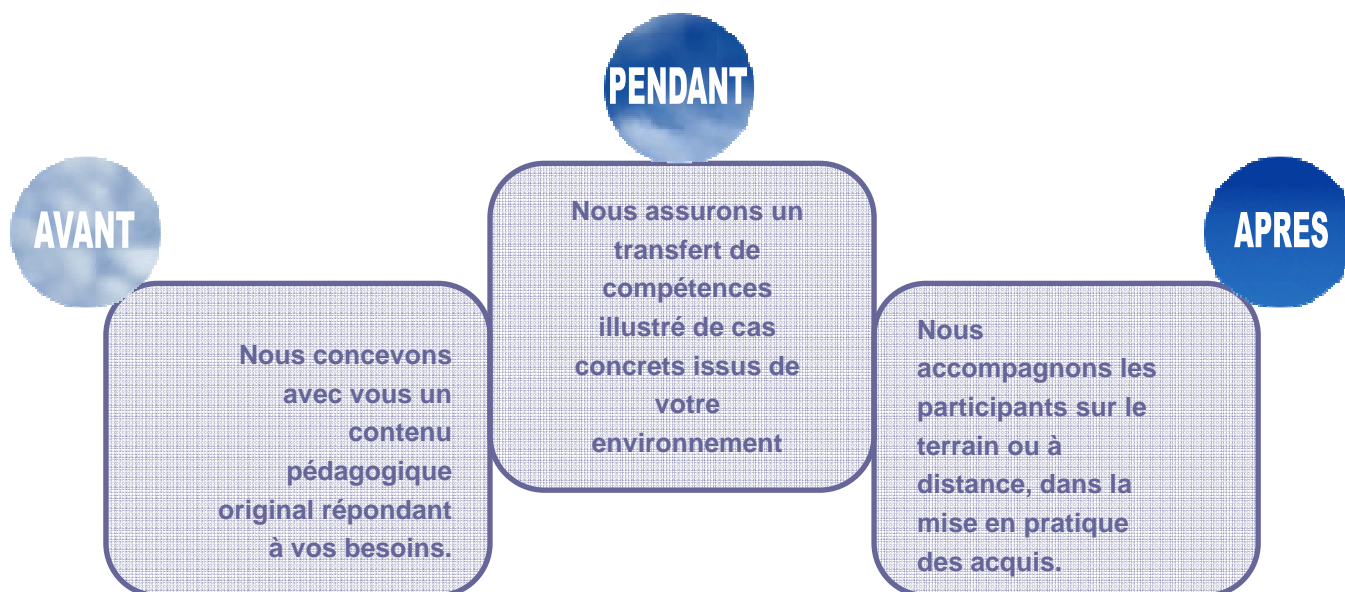 AVANT
Nous concevons
avec vous un
contenu
pédagogique
original répondant
à vos besoins.
PENDANT
Nous assurons un
transfert de
compétences
illustré de cas
concrets issus de
votre
environnement
APRES
Nous
accompagnons les
participants sur le
terrain ou à
distance, dans la
mise en pratique
des acquis.